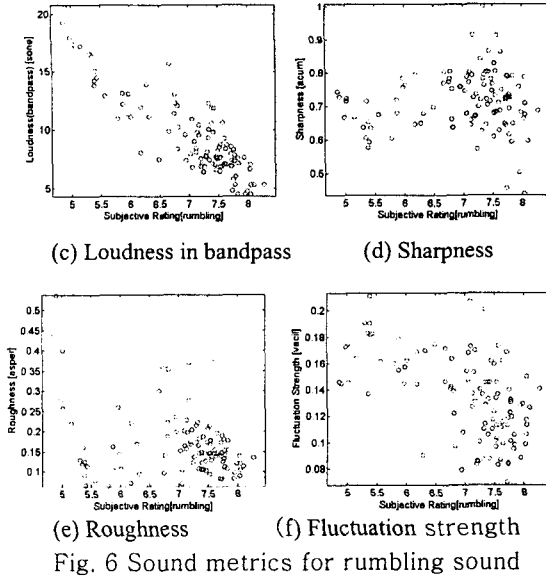 20
15
10
5
Loudness(bandpass) [sone]
5 5.5 6 6.5 7 7.5 8
Subjective Rating[rumbling]
(c) Loudness in bandpass
1
0.9
0.8
0.7
0.6
0.5
Sharpness [acum]
5 5.5 6 6.5 7 7.5 8
Subjective Rating[rumbling]
(d) Sharpness
0.5
0.45
0.4
0.35
0.3
0.25
0.2
0.15
0.1
Roughness [asper]
5 5.5 6 6.5 7 7.5 8
Subjective Rating[rumbling]
(e) Roughness
0.2
0.18
0.16
0.14
0.12
0.1
0.08
Fluctuation Strength [vacil]
5 5.5 6 6.5 7 7.5 8
Subjective Rating[rumbling]
(f) Fluctuation strength
Fig. 6 Sound metrics for rumbling sound